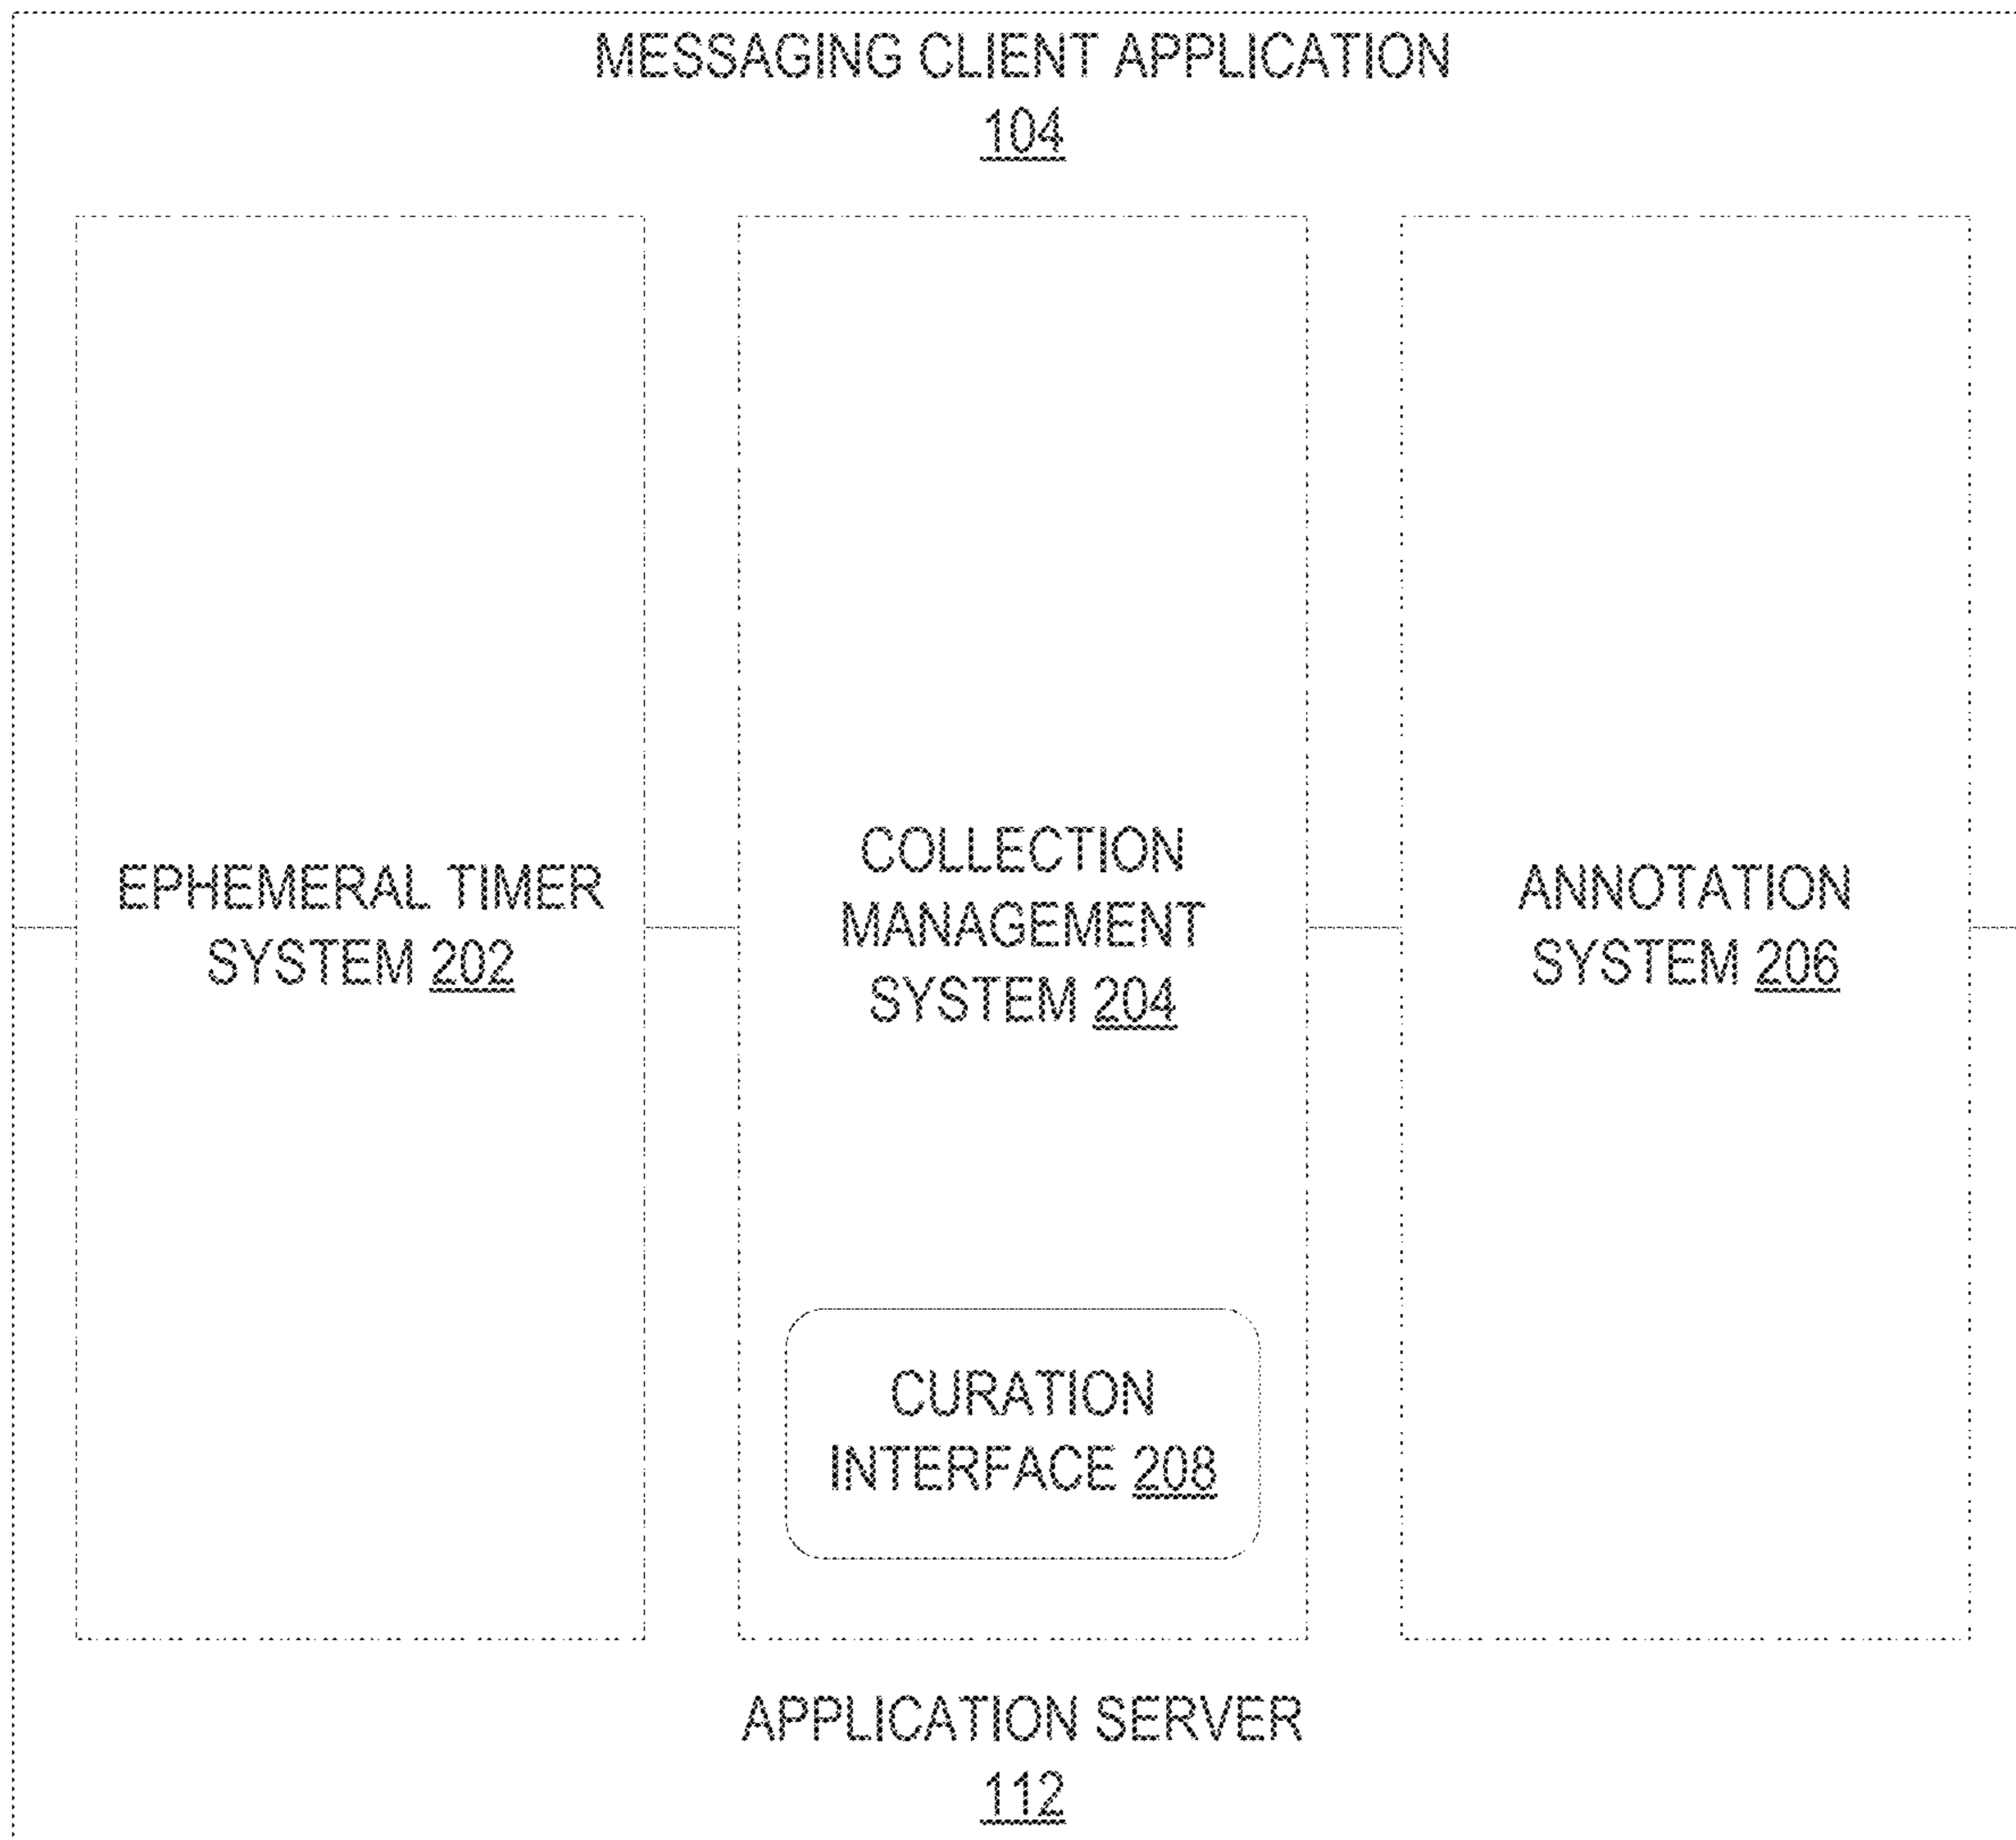 MESSAGING CLIENT APPLICATION
104
EPHEMERAL TIMER
SYSTEM 202
COLLECTION
MANAGEMENT
SYSTEM 204
ANNOTATION
SYSTEM 206
CURATION
INTERFACE 208
APPLICATION SERVER
112